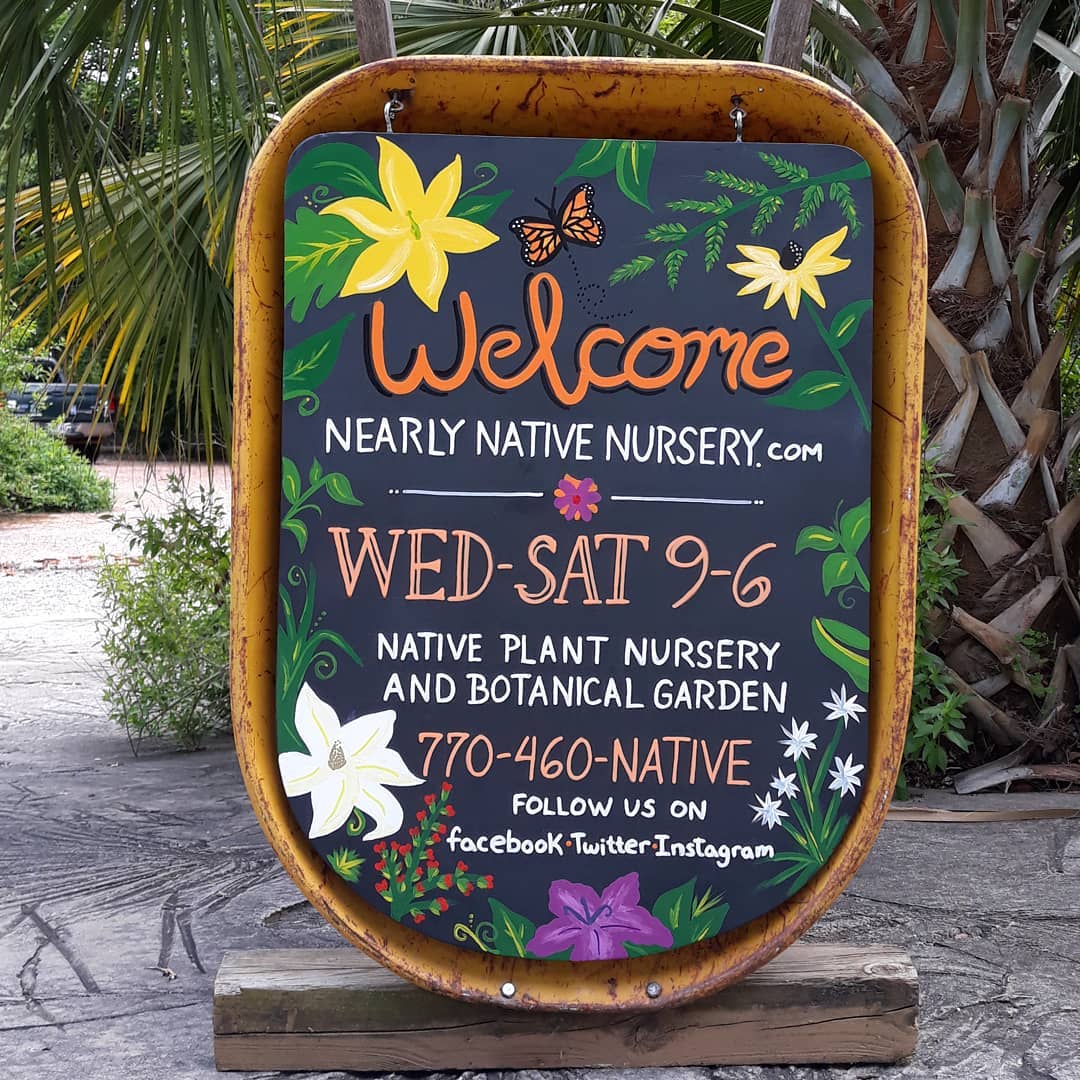 Welcome
NEARLY NATIVE NURSERY.COM
WED-SAT 9-6
NATIVE PLANT NURSERY
AND BOTANICAL GARDEN
770-460-NATIVE
FOLLOW US ON
facebook·Twitter·Instagram